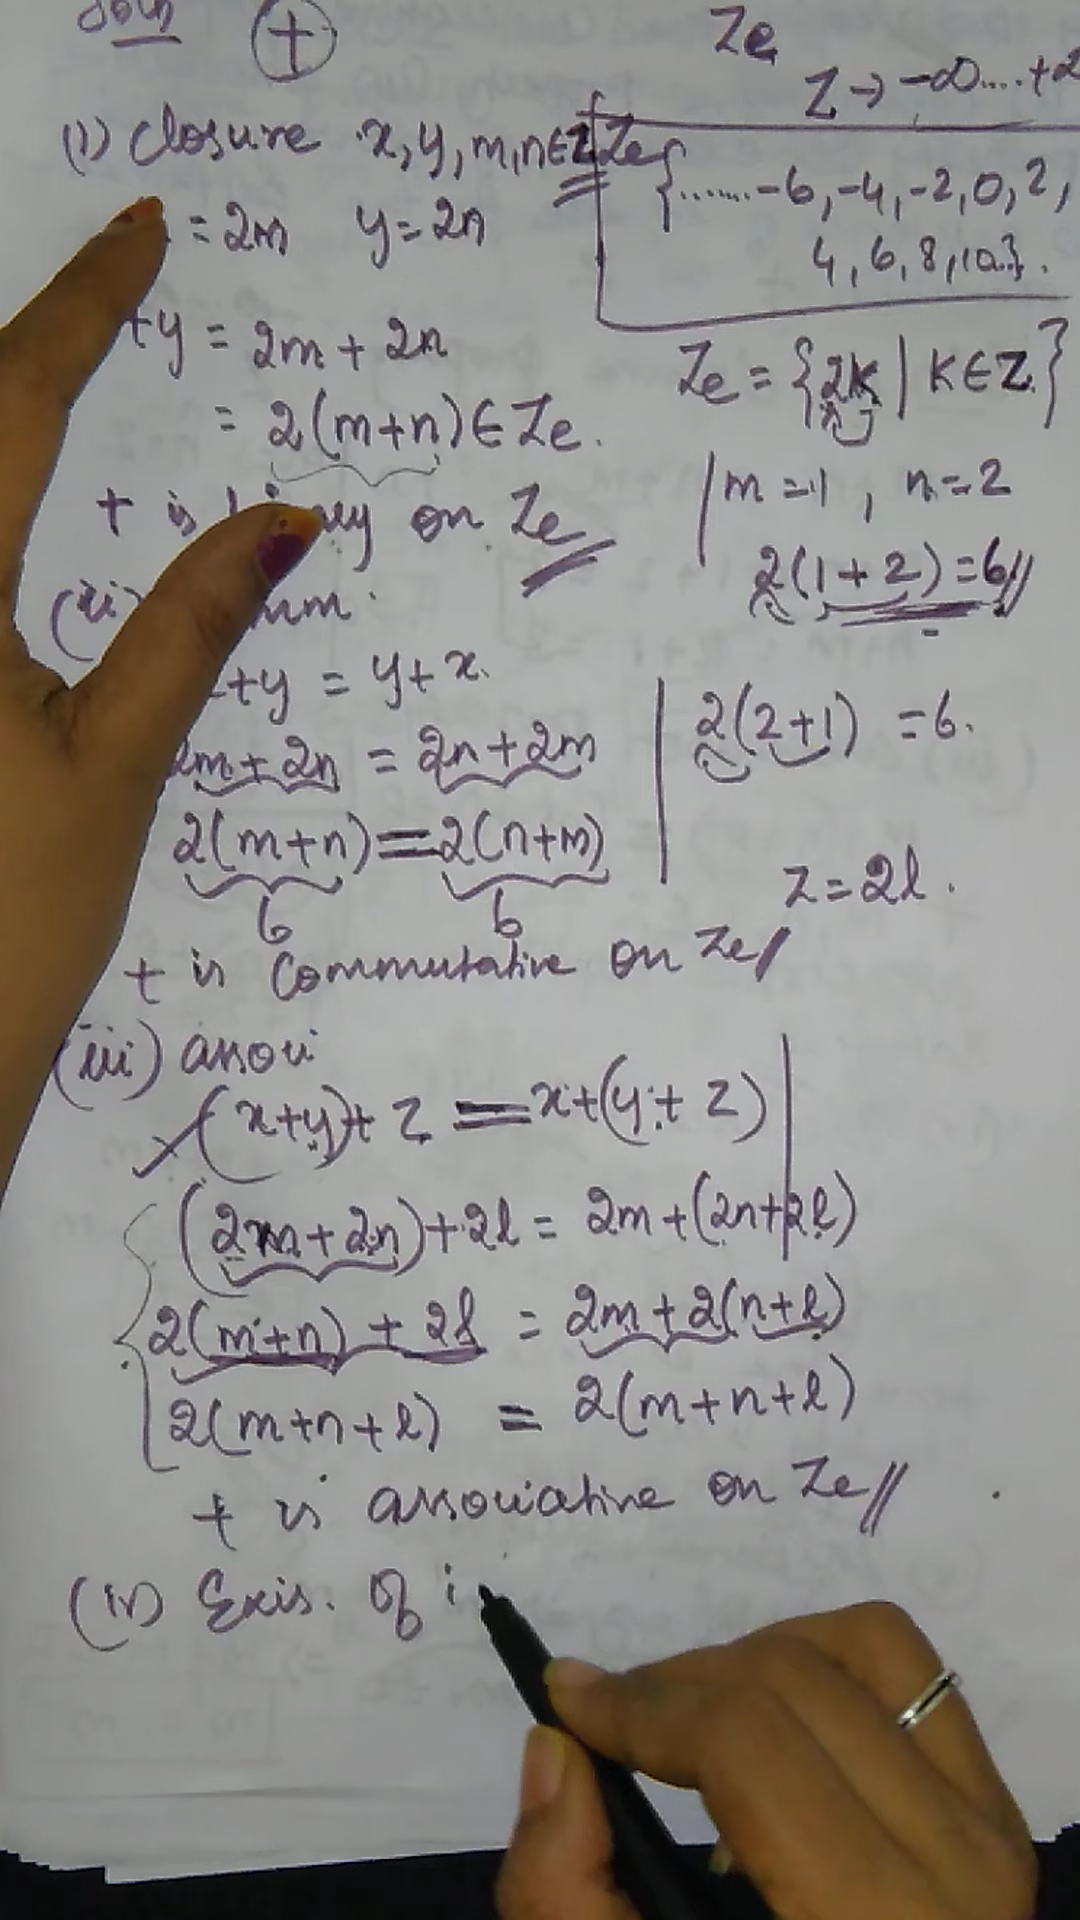 Soln (+)
Ze
Z → -∞....+∞
(i) closure x, y, m, n ∈ Ze
{.......-6, -4, -2, 0, 2,
4, 6, 8, 10..}.
= 2m y = 2n
+y = 2m + 2n
= 2(m+n) ∈ Ze.
Ze = {2k | k ∈ Z}
m = 1, n = 2
2(1 + 2) = 6//
+ is on Ze//
(ii)
+y = y + x.
2m + 2n = 2n + 2m
2(m+n) = 2(n+m)
6 6
2(2+1) = 6.
z = 2l.
+ is commutative on Ze//
(iii) associ
(x+y)+ z = x+(y+ z)
(2m + 2n)+2l = 2m+(2n+2l)
2(m+n) + 2l = 2m + 2(n+l)
2(m+n+l) = 2(m+n+l)
+ is associative on Ze//
(iv) Exis. of i